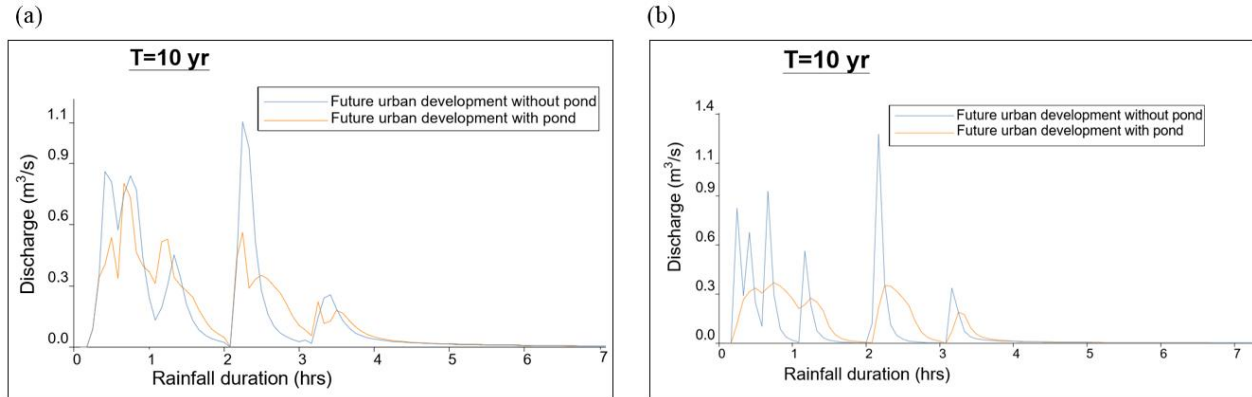 (a)
T=10 yr
Future urban development without pond
Future urban development with pond
1.1
0.9
0.6
0.3
0.0
Discharge (m³/s)
0 1 2 3 4 5 6 7
Rainfall duration (hrs)
(b)
T=10 yr
Future urban development without pond
Future urban development with pond
1.4
1.1
0.9
0.6
0.3
0.0
Discharge (m³/s)
0 1 2 3 4 5 6 7
Rainfall duration (hrs)